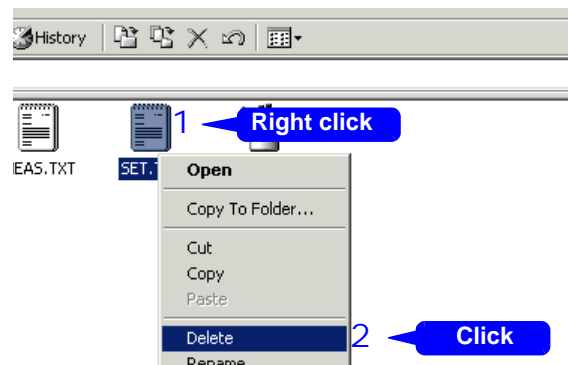 History
1 Right click
EAS.TXT
SET.
Open
Copy To Folder...
Cut
Copy
Paste
Delete
2 Click
Rename